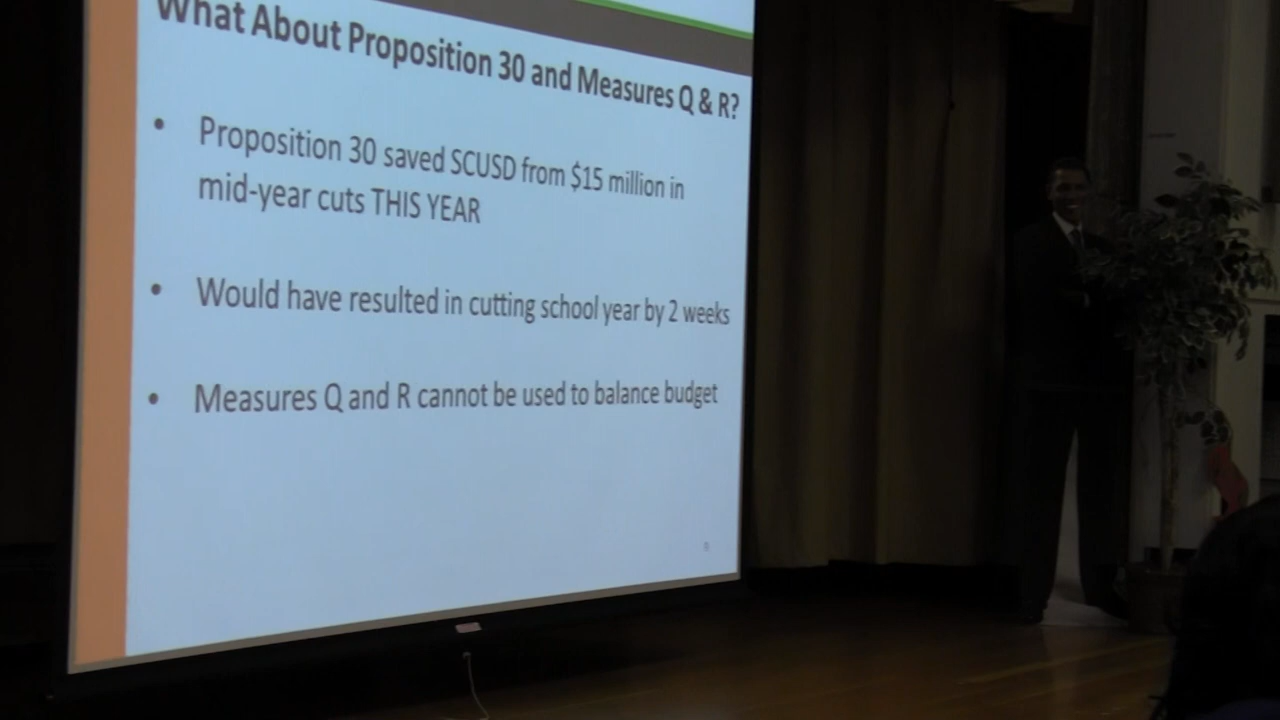 What About Proposition 30 and Measures Q & R?
• Proposition 30 saved SCUSD from $15 million in
mid-year cuts THIS YEAR
• Would have resulted in cutting school year by 2 weeks
• Measures Q and R cannot be used to balance budget